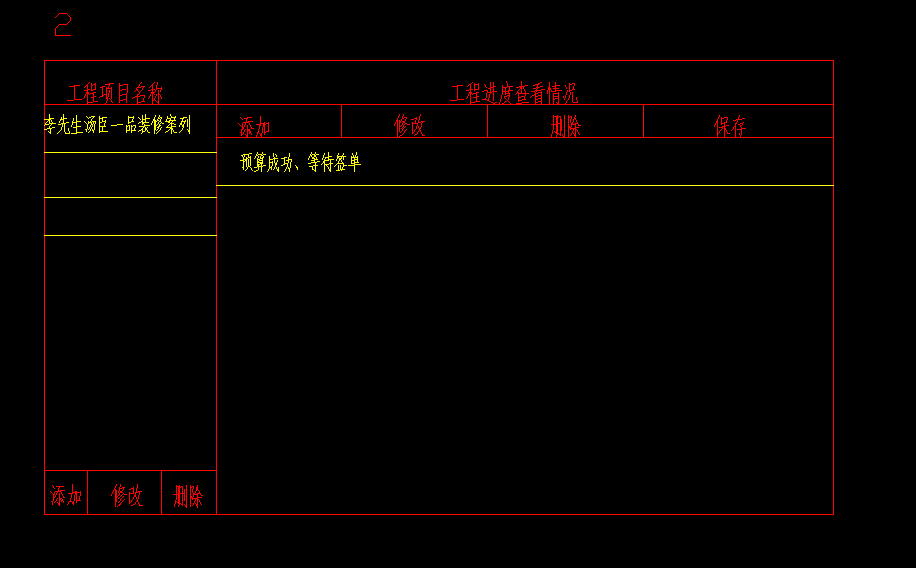 2
工程项目名称
工程进度查看情况
李先生汤臣一品装修案列
添加 修改 删除 保存
预算成功、等待签单
添加 修改 删除